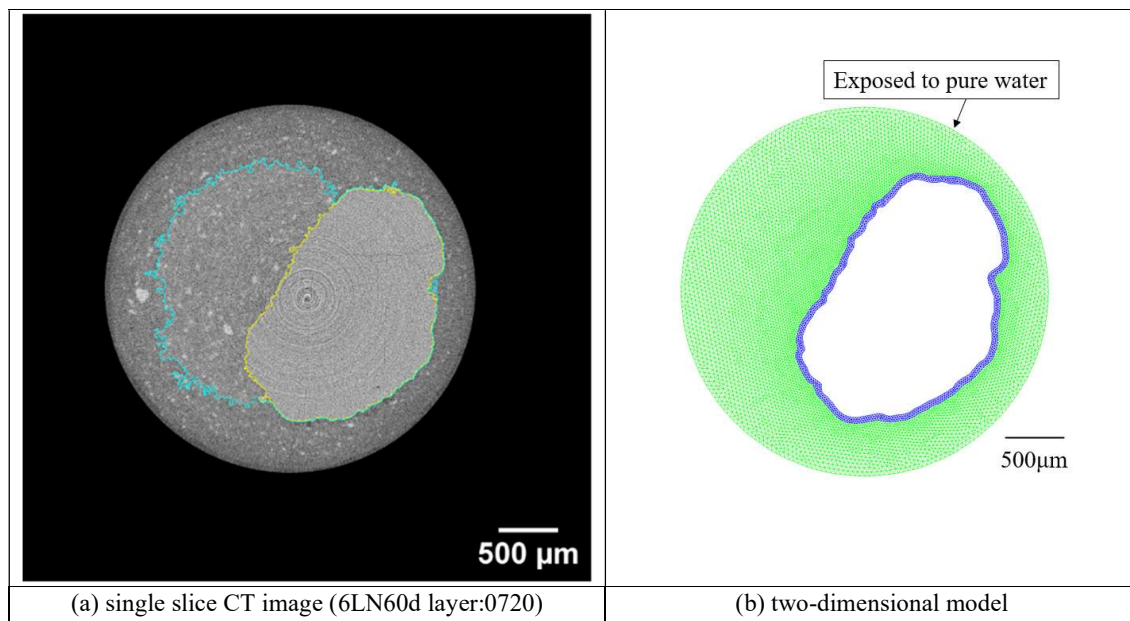 Exposed to pure water
500 µm
500µm
(a) single slice CT image (6LN60d layer:0720)
(b) two-dimensional model